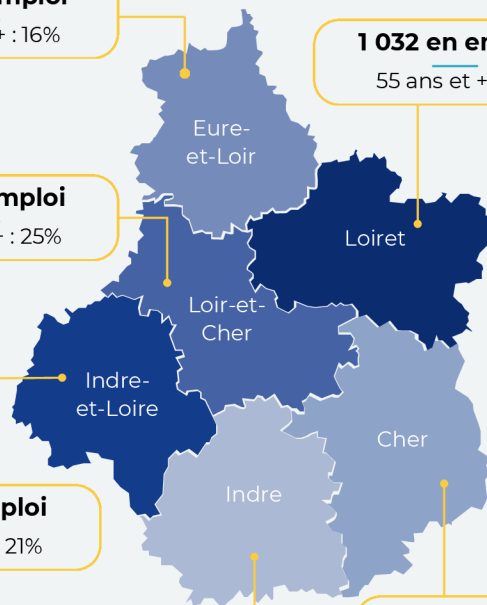 + : 16%
1 032 en
55 ans et +
Eure-
et-Loir
: 25%
Loiret
Loir-et-
Cher
Indre-
et-Loire
Cher
Indre
21%